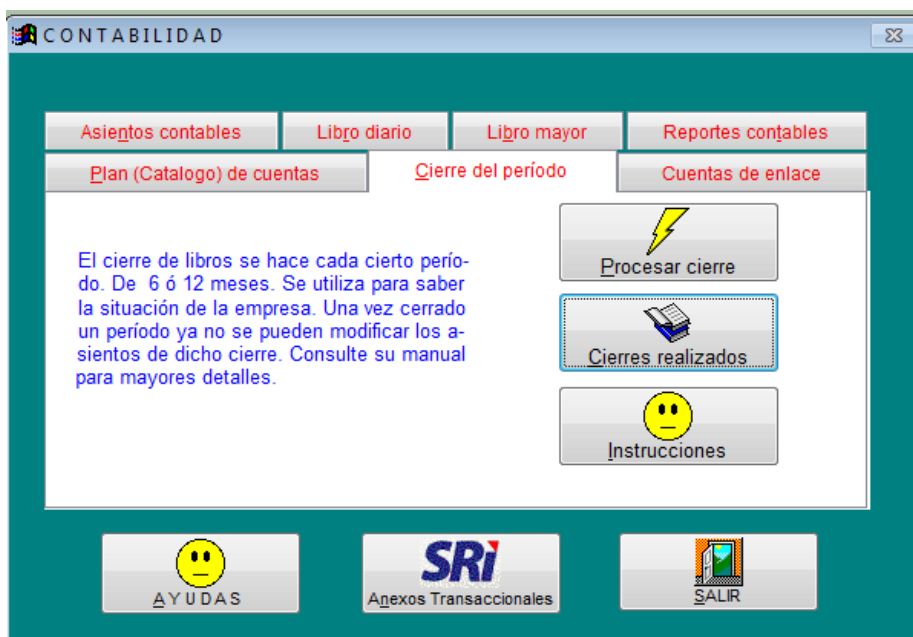 CONTABILIDAD
Asientos contables
Libro diario
Libro mayor
Reportes contables
Plan (Catalogo) de cuentas
Cierre del período
Cuentas de enlace
El cierre de libros se hace cada cierto perío-
do. De 6 ó 12 meses. Se utiliza para saber
la situación de la empresa. Una vez cerrado
un período ya no se pueden modificar los a-
sientos de dicho cierre. Consulte su manual
para mayores detalles.
Procesar cierre
Cierres realizados
Instrucciones
AYUDAS
SRi
Anexos Transaccionales
SALIR